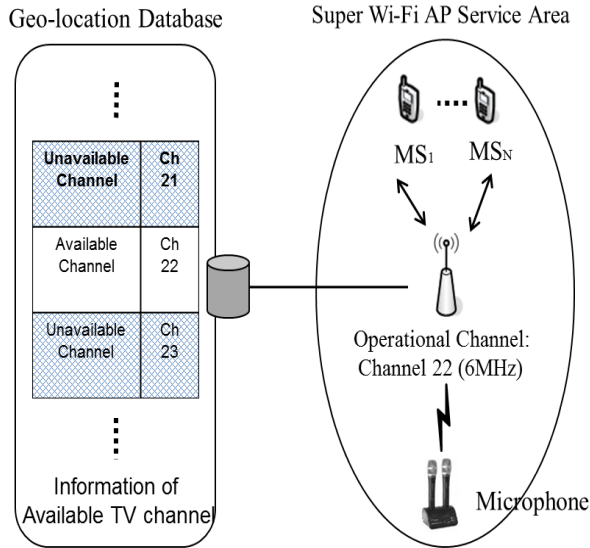 Geo-location Database
Super Wi-Fi AP Service Area
Unavailable Channel
Ch 21
Available Channel
Ch 22
Unavailable Channel
Ch 23
Information of
Available TV channel
MS₁
MSN
Operational Channel:
Channel 22 (6MHz)
Microphone